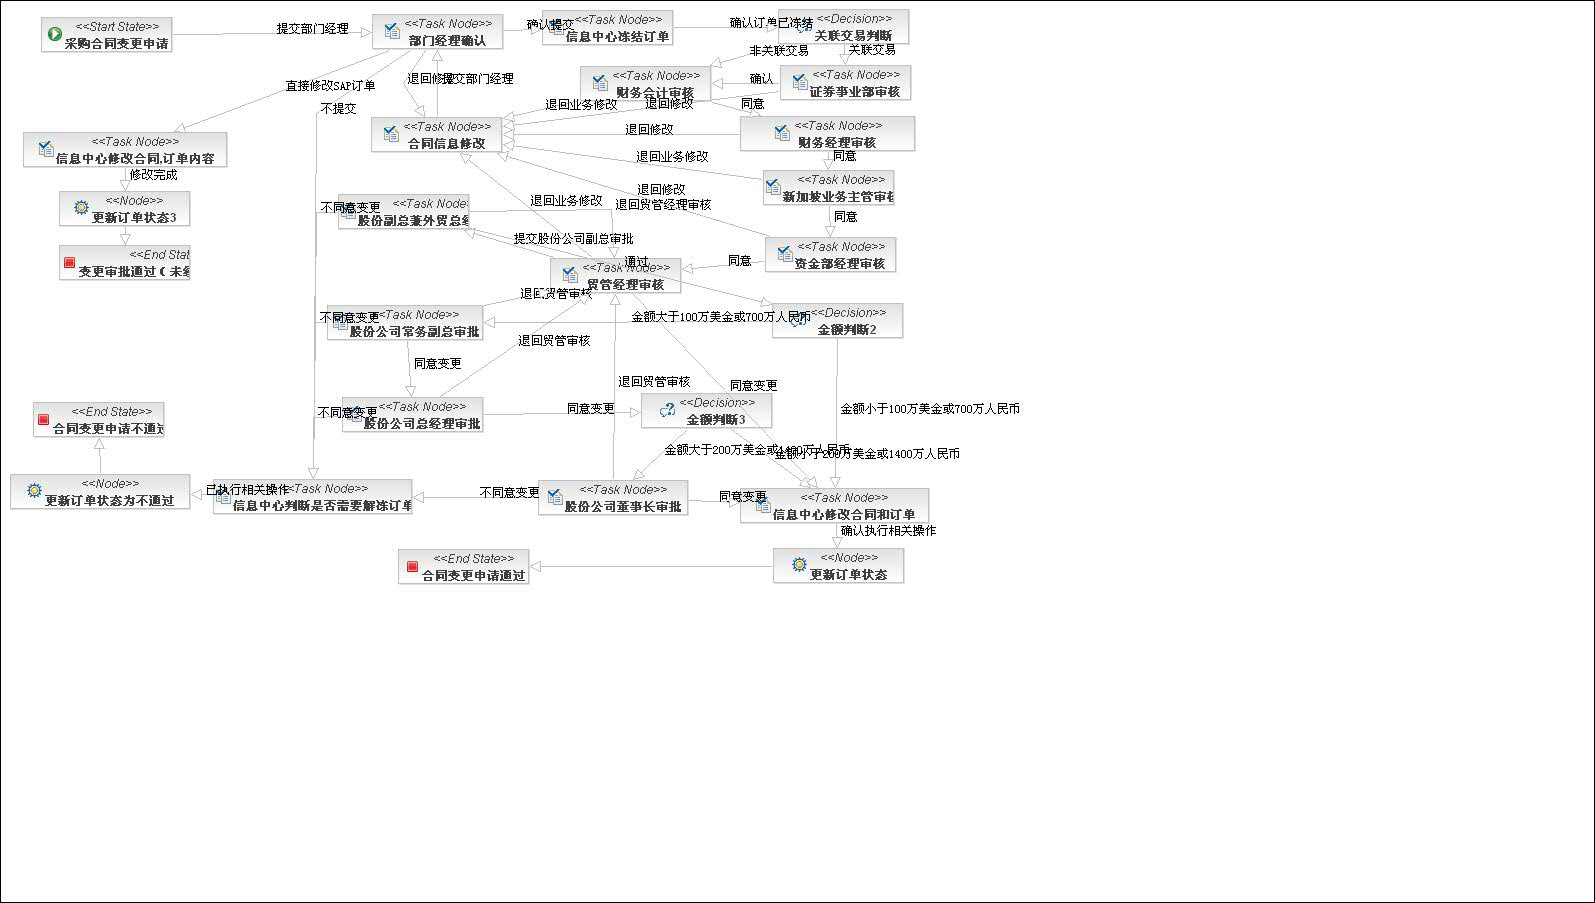 <<Start State>>
采购合同变更申请
提交部门经理
<<Task Node>>
部门经理确认
确认提交
<<Task Node>>
信息中心冻结订单
确认订单已冻结
<<Decision>>
关联交易判断
非关联交易
关联交易
直接修改SAP订单
不提交
退回修改
提交部门经理
<<Task Node>>
财务会计审核
确认
<<Task Node>>
证券事业部审核
退回业务修改
退回修改
同意
<<Task Node>>
合同信息修改
退回修改
<<Task Node>>
财务经理审核
同意
<<Task Node>>
信息中心修改合同,订单内容
修改完成
退回业务修改
<<Task Node>>
新加坡业务主管审核
同意
<<Node>>
更新订单状态3
不同意变更
<<Task Node>>
股份副总兼外贸总经
退回业务修改
退回修改
退回贸管经理审核
提交股份公司副总审批
<<End Stat
变更审批通过(未经
通过
<<Task Node>>
贸管经理审核
同意
<<Task Node>>
资金部经理审核
退回贸管审核
不同意变更
<<Task Node>>
股份公司常务副总审批
金额大于100万美金或700万人民币
<<Decision>>
金额判断2
退回贸管审核
同意变更
退回贸管审核
同意变更
<<End State>>
合同变更申请不通过
不同意变更
<<Task Node>>
股份公司总经理审批
同意变更
<<Decision>>
金额判断3
金额小于100万美金或700万人民币
金额大于200万美金或1400万人民币
金额小于200万美金或1400万人民币
<<Node>>
更新订单状态为不通过
已执行相关操作
<<Task Node>>
信息中心判断是否需要解冻订单
不同意变更
<<Task Node>>
股份公司董事长审批
同意变更
<<Task Node>>
信息中心修改合同和订单
确认执行相关操作
<<End State>>
合同变更申请通过
<<Node>>
更新订单状态